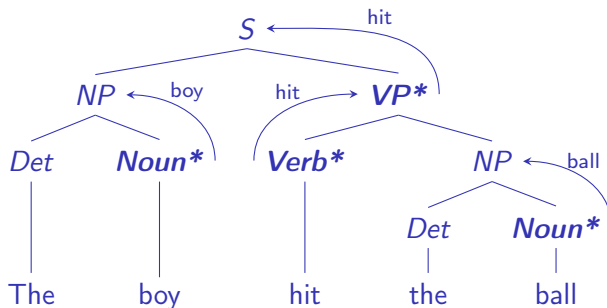 hit
S
NP boy hit VP*
Det Noun* Verb* NP ball
Det Noun*
The boy hit the ball